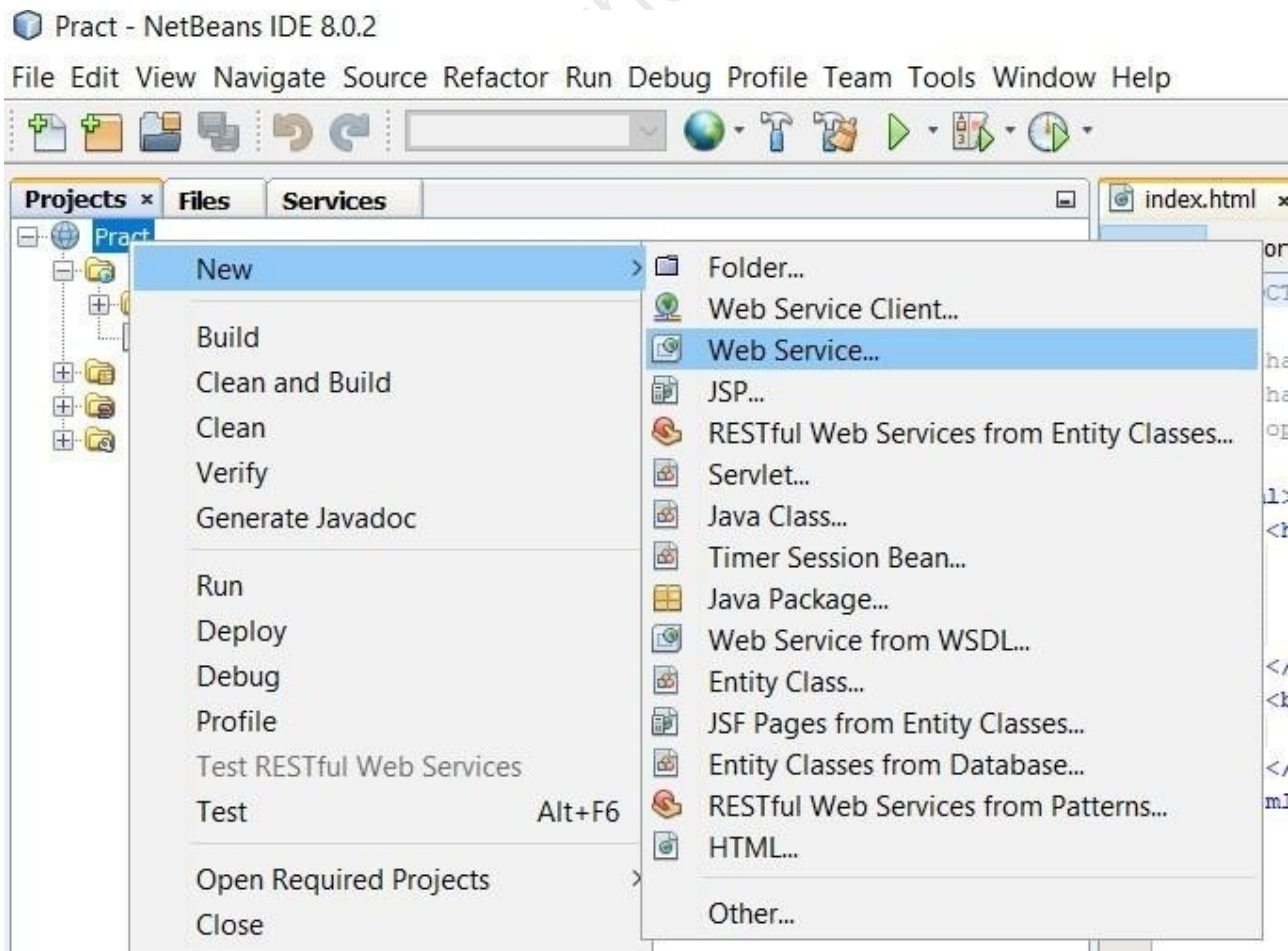 Pract - NetBeans IDE 8.0.2
File Edit View Navigate Source Refactor Run Debug Profile Team Tools Window Help
Projects Files Services
index.html
Pract
New
Build
Clean and Build
Clean
Verify
Generate Javadoc
Run
Deploy
Debug
Profile
Test RESTful Web Services
Test Alt+F6
Open Required Projects
Close
Folder...
Web Service Client...
Web Service...
JSP...
RESTful Web Services from Entity Classes...
Servlet...
Java Class...
Timer Session Bean...
Java Package...
Web Service from WSDL...
Entity Class...
JSF Pages from Entity Classes...
Entity Classes from Database...
RESTful Web Services from Patterns...
HTML...
Other...